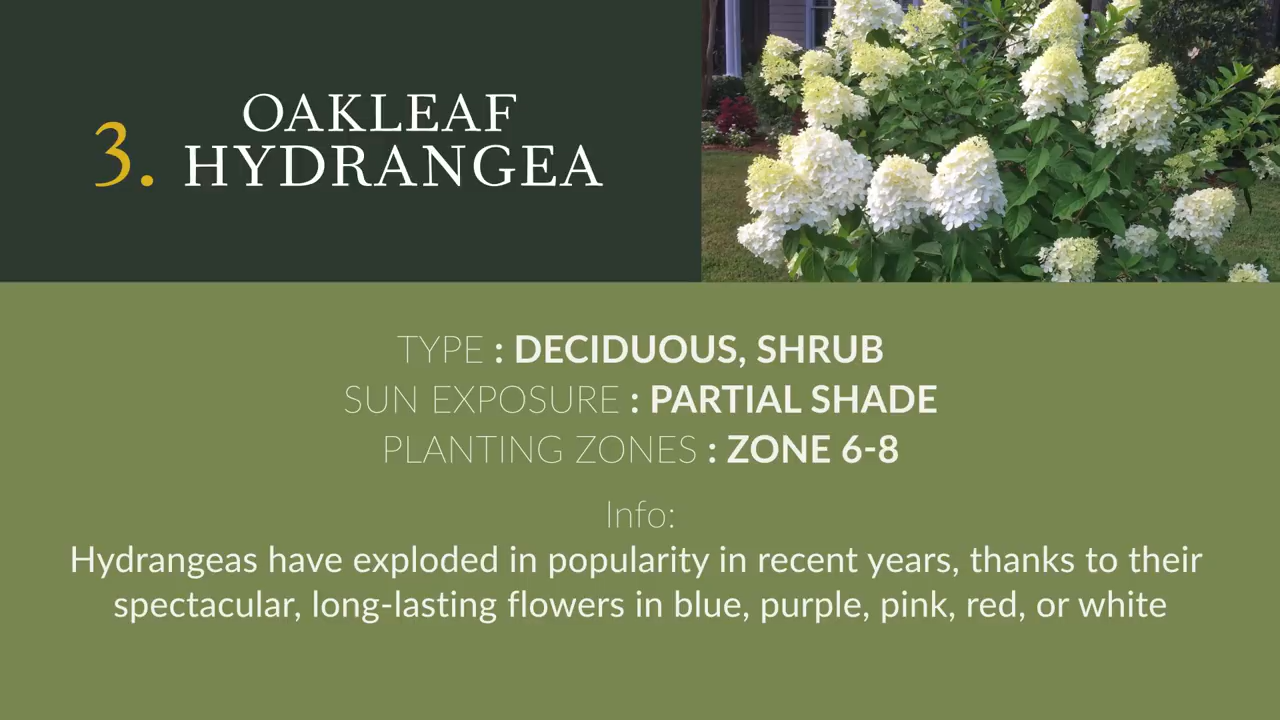 3. OAKLEAF
HYDRANGEA
TYPE : DECIDUOUS, SHRUB
SUN EXPOSURE : PARTIAL SHADE
PLANTING ZONES : ZONE 6-8
Info:
Hydrangeas have exploded in popularity in recent years, thanks to their
spectacular, long-lasting flowers in blue, purple, pink, red, or white